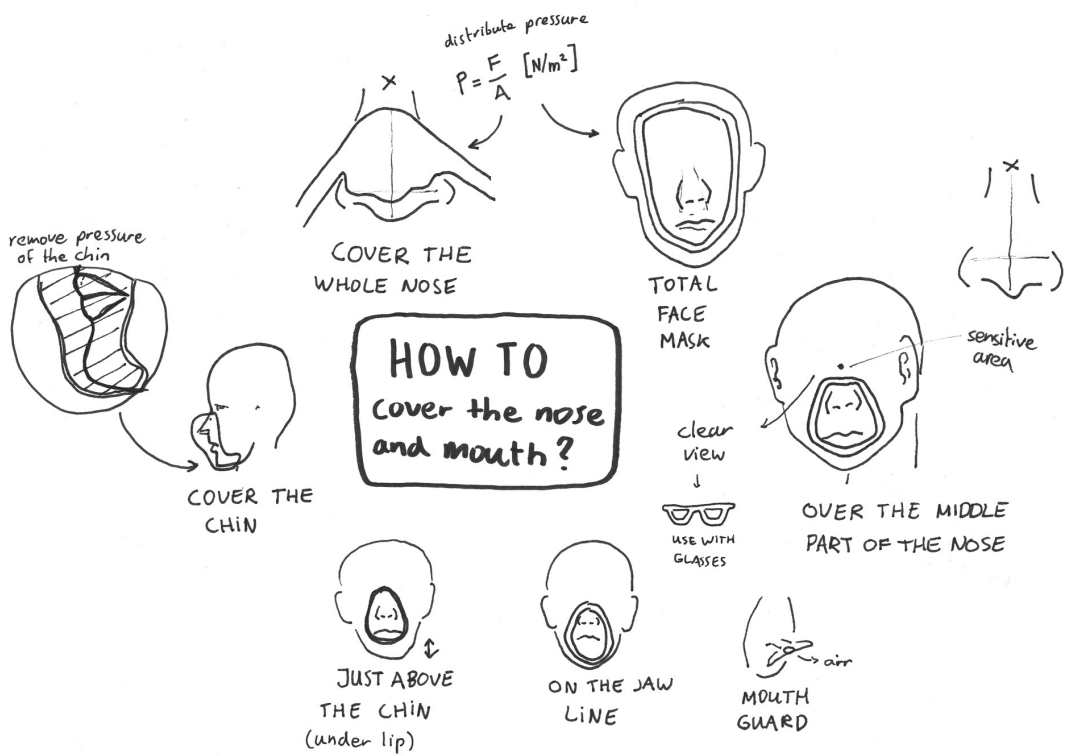 distribute pressure
P = F/A [N/m²]
COVER THE
WHOLE NOSE
TOTAL
FACE
MASK
remove pressure
of the chin
COVER THE
CHIN
HOW TO
cover the nose
and mouth?
sensitive
area
clear
view
USE WITH
GLASSES
OVER THE MIDDLE
PART OF THE NOSE
JUST ABOVE
THE CHIN
(under lip)
ON THE JAW
LINE
air
MOUTH
GUARD